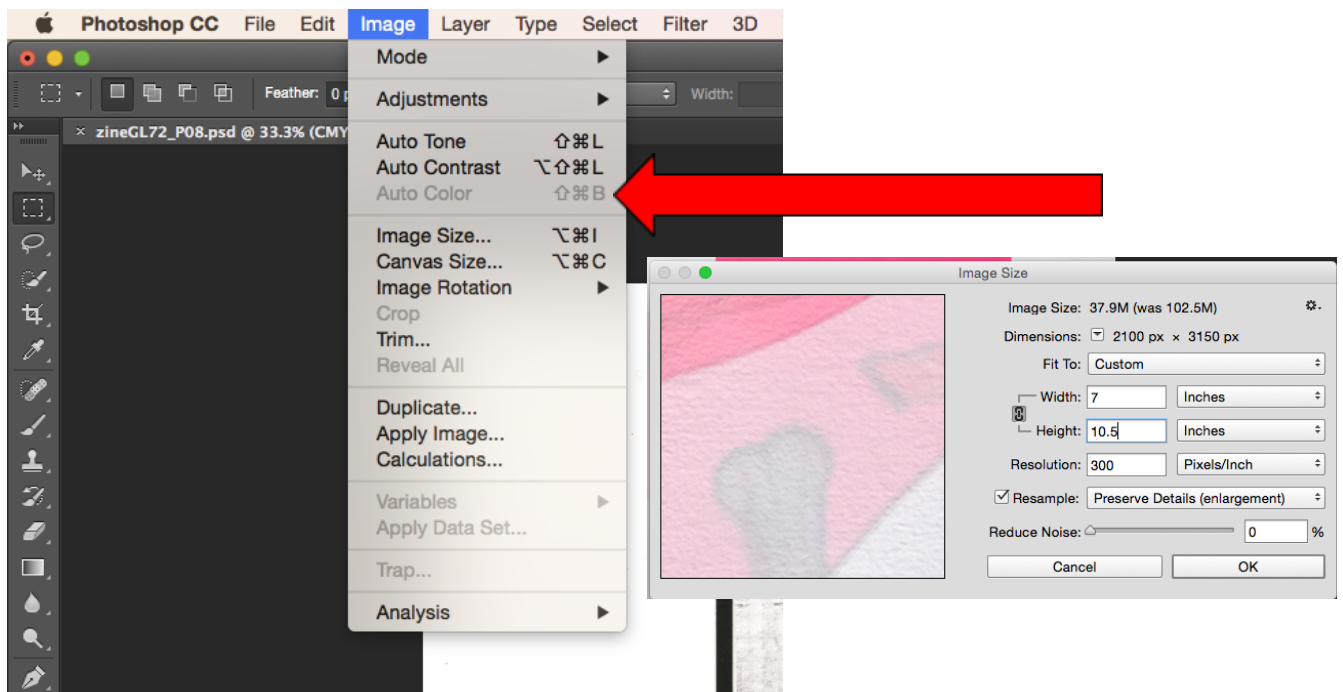 Photoshop CC File Edit Image Layer Type Select Filter 3D
Feather: 0 p
Width:
× zineGL72_P08.psd @ 33.3% (CMY
Mode ▶
Adjustments ▶
Auto Tone ⇧⌘L
Auto Contrast ⌥⇧⌘L
Auto Color ⇧⌘B
Image Size... ⌥⌘I
Canvas Size... ⌥⌘C
Image Rotation ▶
Crop
Trim...
Reveal All
Duplicate...
Apply Image...
Calculations...
Variables ▶
Apply Data Set...
Trap...
Analysis ▶
Image Size
Image Size: 37.9M (was 102.5M)
Dimensions: 2100 px × 3150 px
Fit To: Custom
Width: 7 Inches
Height: 10.5 Inches
Resolution: 300 Pixels/Inch
Resample: Preserve Details (enlargement)
Reduce Noise: 0 %
Cancel OK